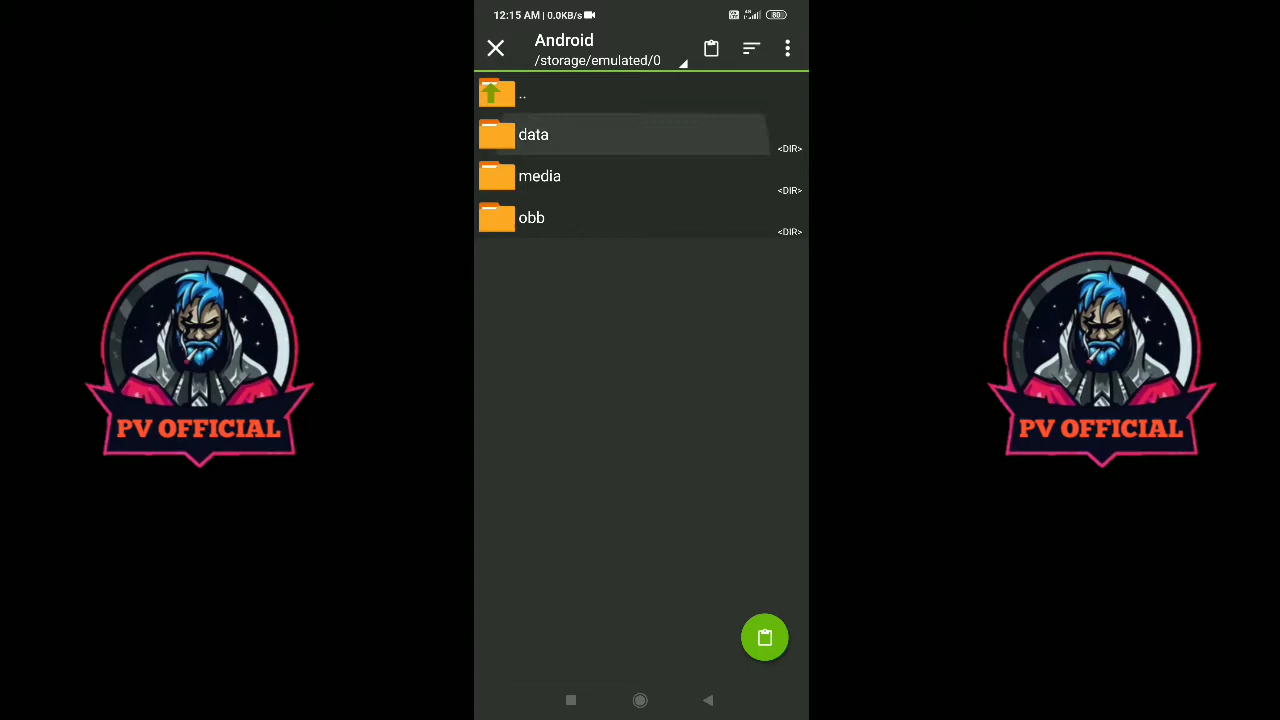 12:15 AM | 0.0KB/s
4G
80
Android
/storage/emulated/0
..
data
<DIR>
media
<DIR>
obb
<DIR>
PV OFFICIAL
PV OFFICIAL